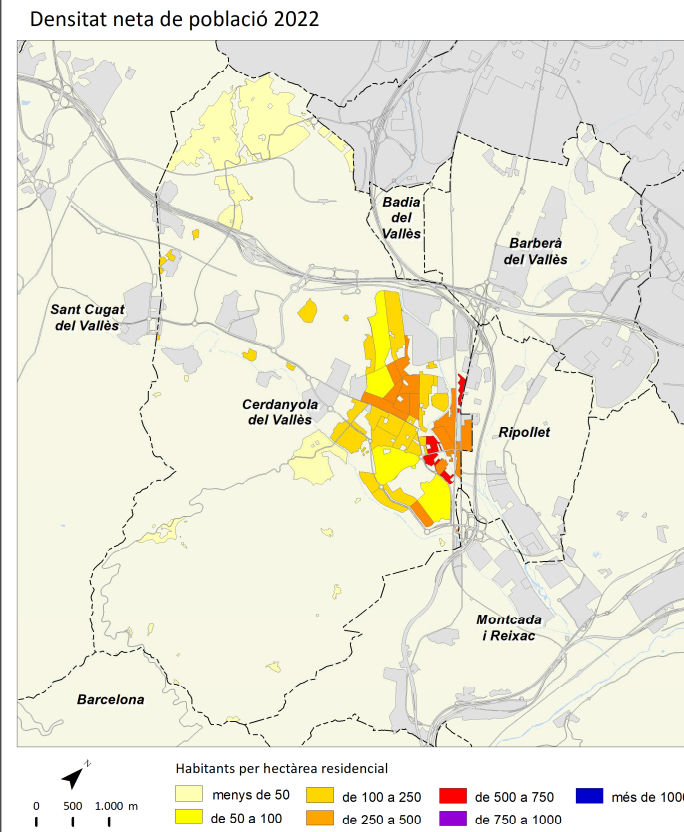 Densitat neta de població 2022
Badia
del
Vallès
Barberà
del Vallès
Sant Cugat
del Vallès
Cerdanyola
del Vallès
Ripollet
Montcada
i Reixac
Barcelona
N
0 500 1.000 m
Habitants per hectàrea residencial
menys de 50
de 50 a 100
de 100 a 250
de 250 a 500
de 500 a 750
de 750 a 1000
més de 1000